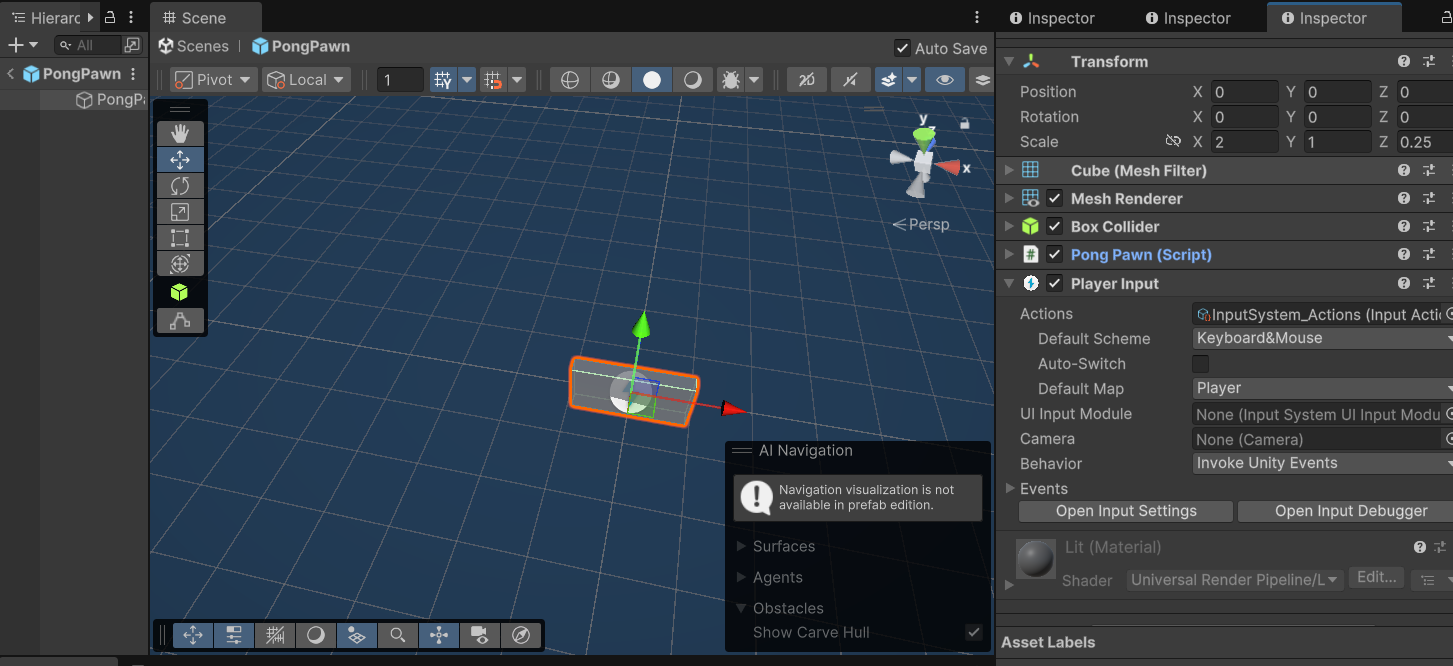 Hierarc
Scene
Inspector
Inspector
Inspector
All
Scenes
PongPawn
Auto Save
PongPawn
Pivot
Local
1
2D
PongPa
y
z
x
Persp
Transform
Position X 0 Y 0 Z 0
Rotation X 0 Y 0 Z 0
Scale X 2 Y 1 Z 0.25
Cube (Mesh Filter)
Mesh Renderer
Box Collider
# Pong Pawn (Script)
Player Input
Actions InputSystem_Actions (Input Actic
Default Scheme Keyboard&Mouse
Auto-Switch
Default Map Player
UI Input Module None (Input System UI Input Modu
Camera None (Camera)
Behavior Invoke Unity Events
Events
Open Input Settings Open Input Debugger
Lit (Material)
Shader Universal Render Pipeline/L Edit...
Asset Labels
AI Navigation
Navigation visualization is not
available in prefab edition.
Surfaces
Agents
Obstacles
Show Carve Hull